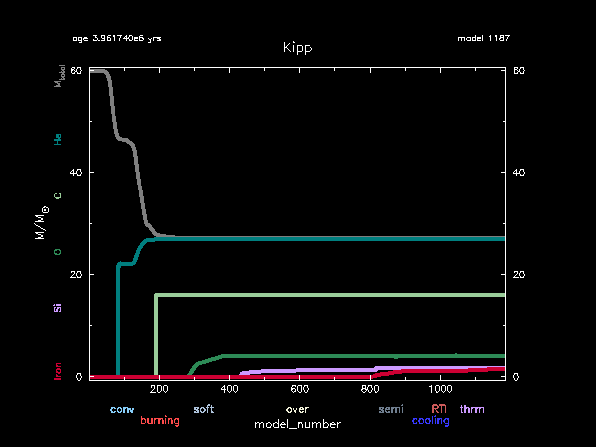 age 3.961740e6 yrs
model 1187
Kipp
M_total
He
C
O
Si
Iron
M/M☉
60
40
20
0
60
40
20
0
200 400 600 800 1000
conv soft over semi RTI thrm
burning cooling
model_number